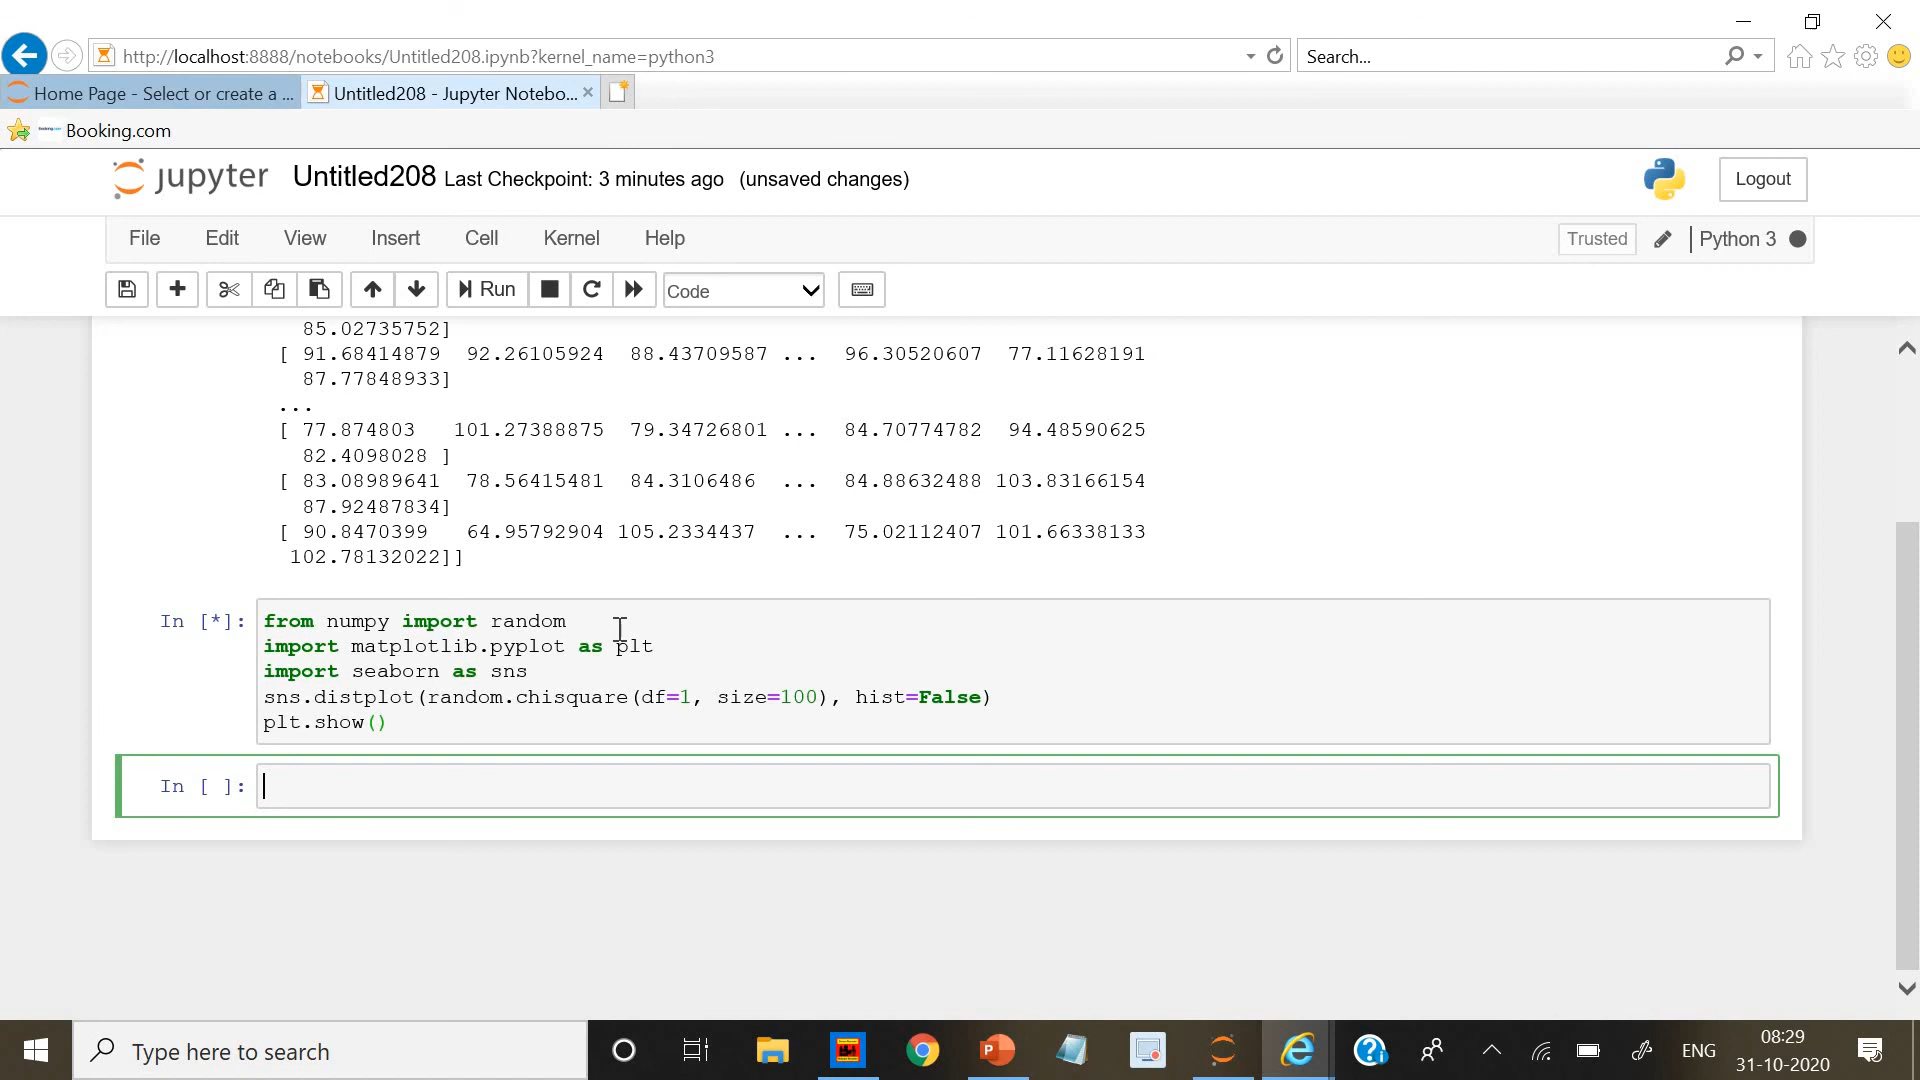 http://localhost:8888/notebooks/Untitled208.ipynb?kernel_name=python3
Search...
Home Page - Select or create a ...
Untitled208 - Jupyter Notebo...
Booking.com
jupyter Untitled208 Last Checkpoint: 3 minutes ago (unsaved changes)
Logout
File Edit View Insert Cell Kernel Help
Trusted
Python 3
Run
Code
85.02735752]
[ 91.68414879 92.26105924 88.43709587 ... 96.30520607 77.11628191
87.77848933]
...
[ 77.874803 101.27388875 79.34726801 ... 84.70774782 94.48590625
82.4098028 ]
[ 83.08989641 78.56415481 84.3106486 ... 84.88632488 103.83166154
87.92487834]
[ 90.8470399 64.95792904 105.2334437 ... 75.02112407 101.66338133
102.78132022]]
In [*]:
from numpy import random
import matplotlib.pyplot as plt
import seaborn as sns
sns.distplot(random.chisquare(df=1, size=100), hist=False)
plt.show()
In [ ]:
Type here to search
ENG
08:29
31-10-2020